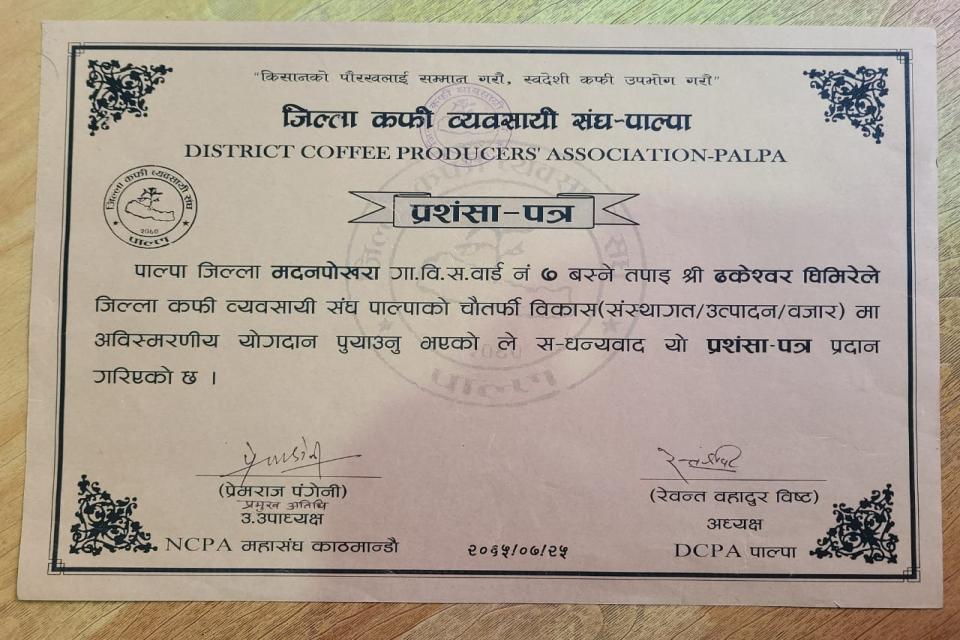 "किसानको पौरखलाई सम्मान गरौ, स्वदेशी कफी उपभोग गरौ"
जिल्ला कफी व्यवसायी संघ-पाल्पा
DISTRICT COFFEE PRODUCERS' ASSOCIATION-PALPA
जिल्ला कफी व्यवसायी संघ
२०६०
पाल्पा
प्रशंसा-पत्र
पाल्पा जिल्ला मदनपोखरा गा.वि.स.वार्ड नं ७ बस्ने तपाइ श्री ढकेश्वर घिमिरेले
जिल्ला कफी व्यवसायी संघ पाल्पाको चौतर्फी विकास(संस्थागत/उत्पादन/वजार) मा
अविस्मरणीय योगदान पुयाउनु भएको ले स-धन्यवाद यो प्रशंसा-पत्र प्रदान
गरिएको छ ।
(प्रेमराज पंगेनी)
प्रमुख अतिथि
उ.उपाध्यक्ष
NCPA महासंघ काठमान्डौ
२०६५/०७/२५
(रेवन्त वहादुर विष्ट)
अध्यक्ष
DCPA पाल्पा